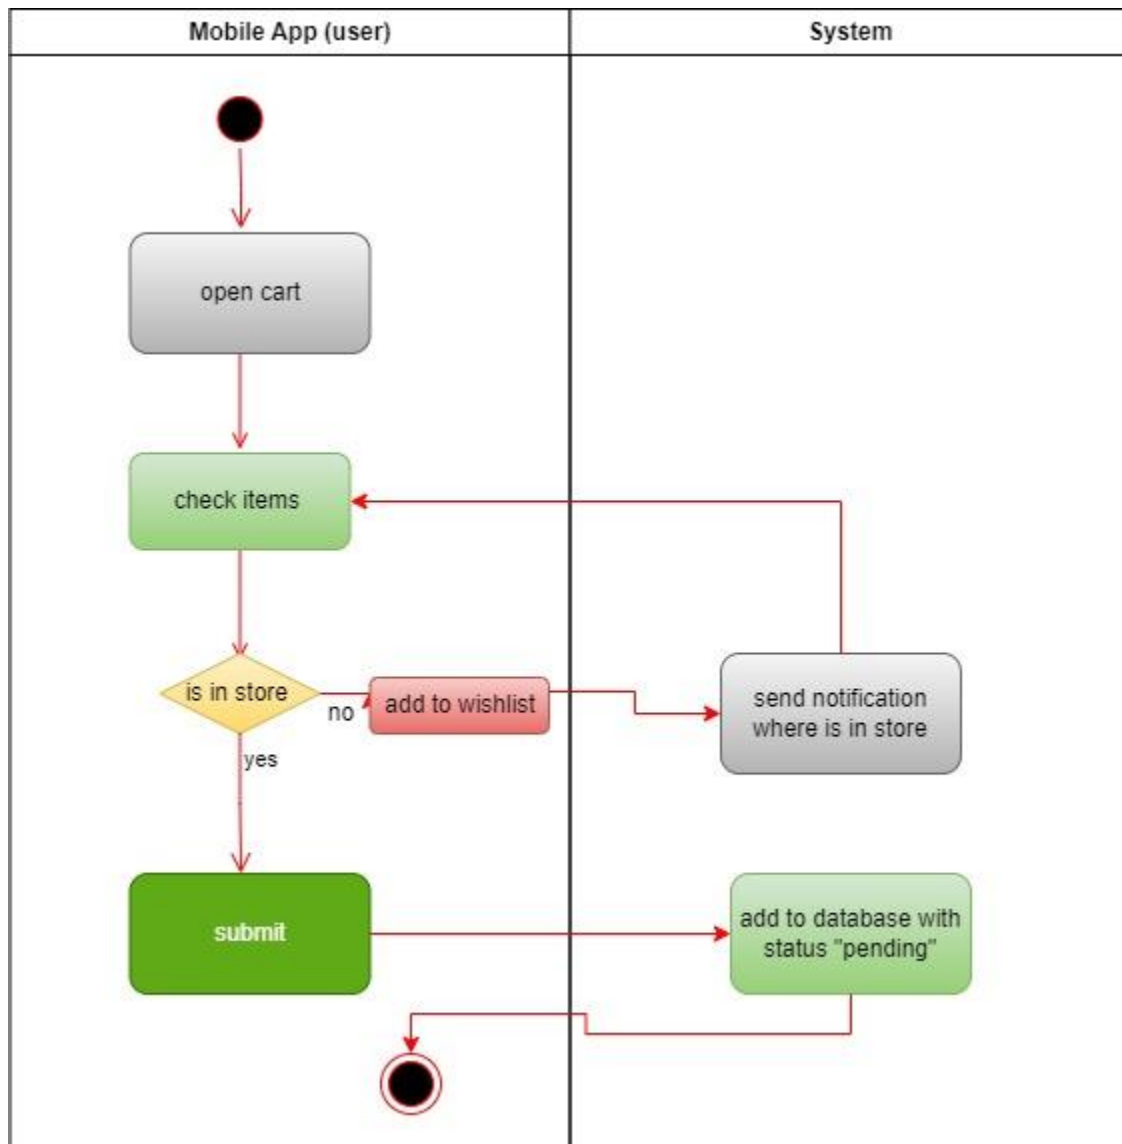 Mobile App (user)
System
open cart
check items
is in store
no
add to wishlist
send notification
where is in store
yes
submit
add to database with
status "pending"